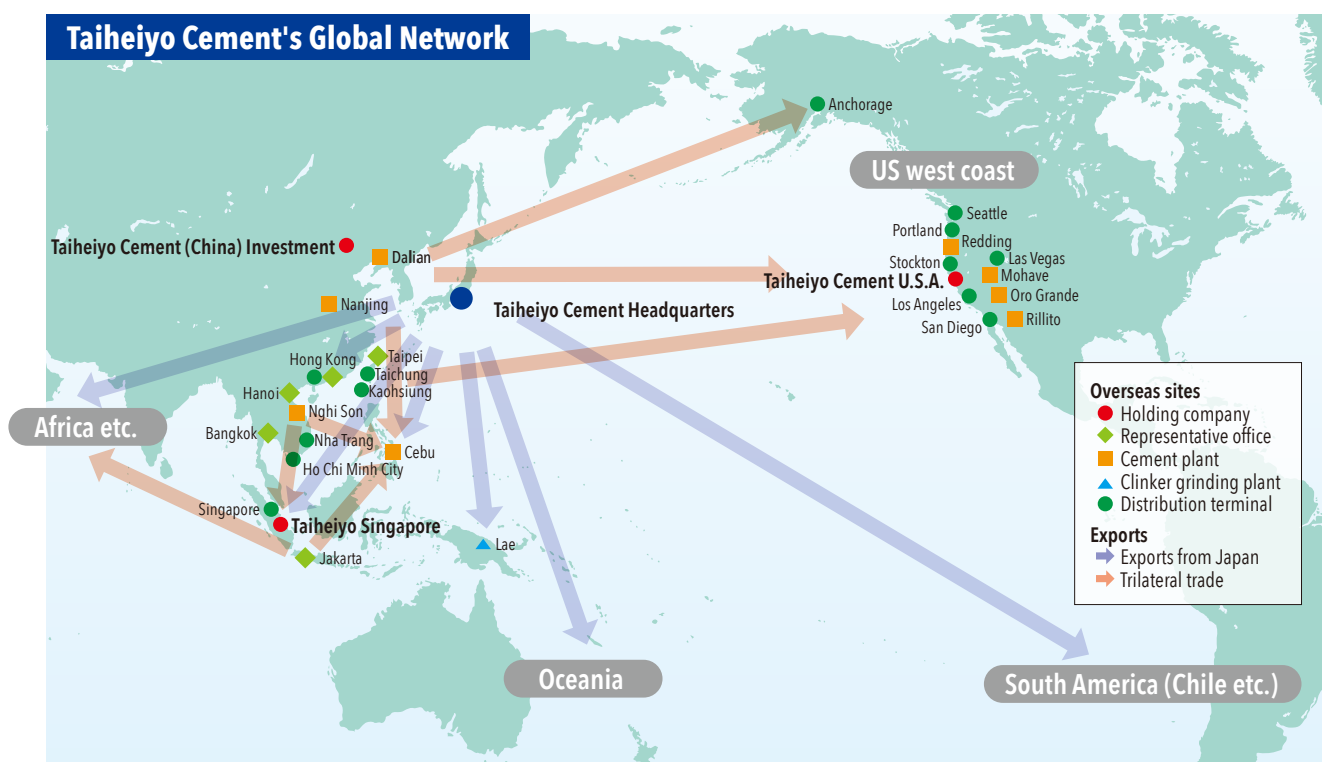 Taiheiyo Cement's Global Network
Anchorage
US west coast
Seattle
Portland
Redding
Stockton
Las Vegas
Taiheiyo Cement U.S.A.
Mohave
Los Angeles
Oro Grande
San Diego
Rillito
Taiheiyo Cement (China) Investment
Dalian
Nanjing
Taiheiyo Cement Headquarters
Hong Kong
Taipei
Taichung
Kaohsiung
Hanoi
Nghi Son
Africa etc.
Bangkok
Nha Trang
Cebu
Ho Chi Minh City
Singapore
Taiheiyo Singapore
Jakarta
Lae
Oceania
South America (Chile etc.)
Overseas sites
Holding company
Representative office
Cement plant
Clinker grinding plant
Distribution terminal
Exports
Exports from Japan
Trilateral trade